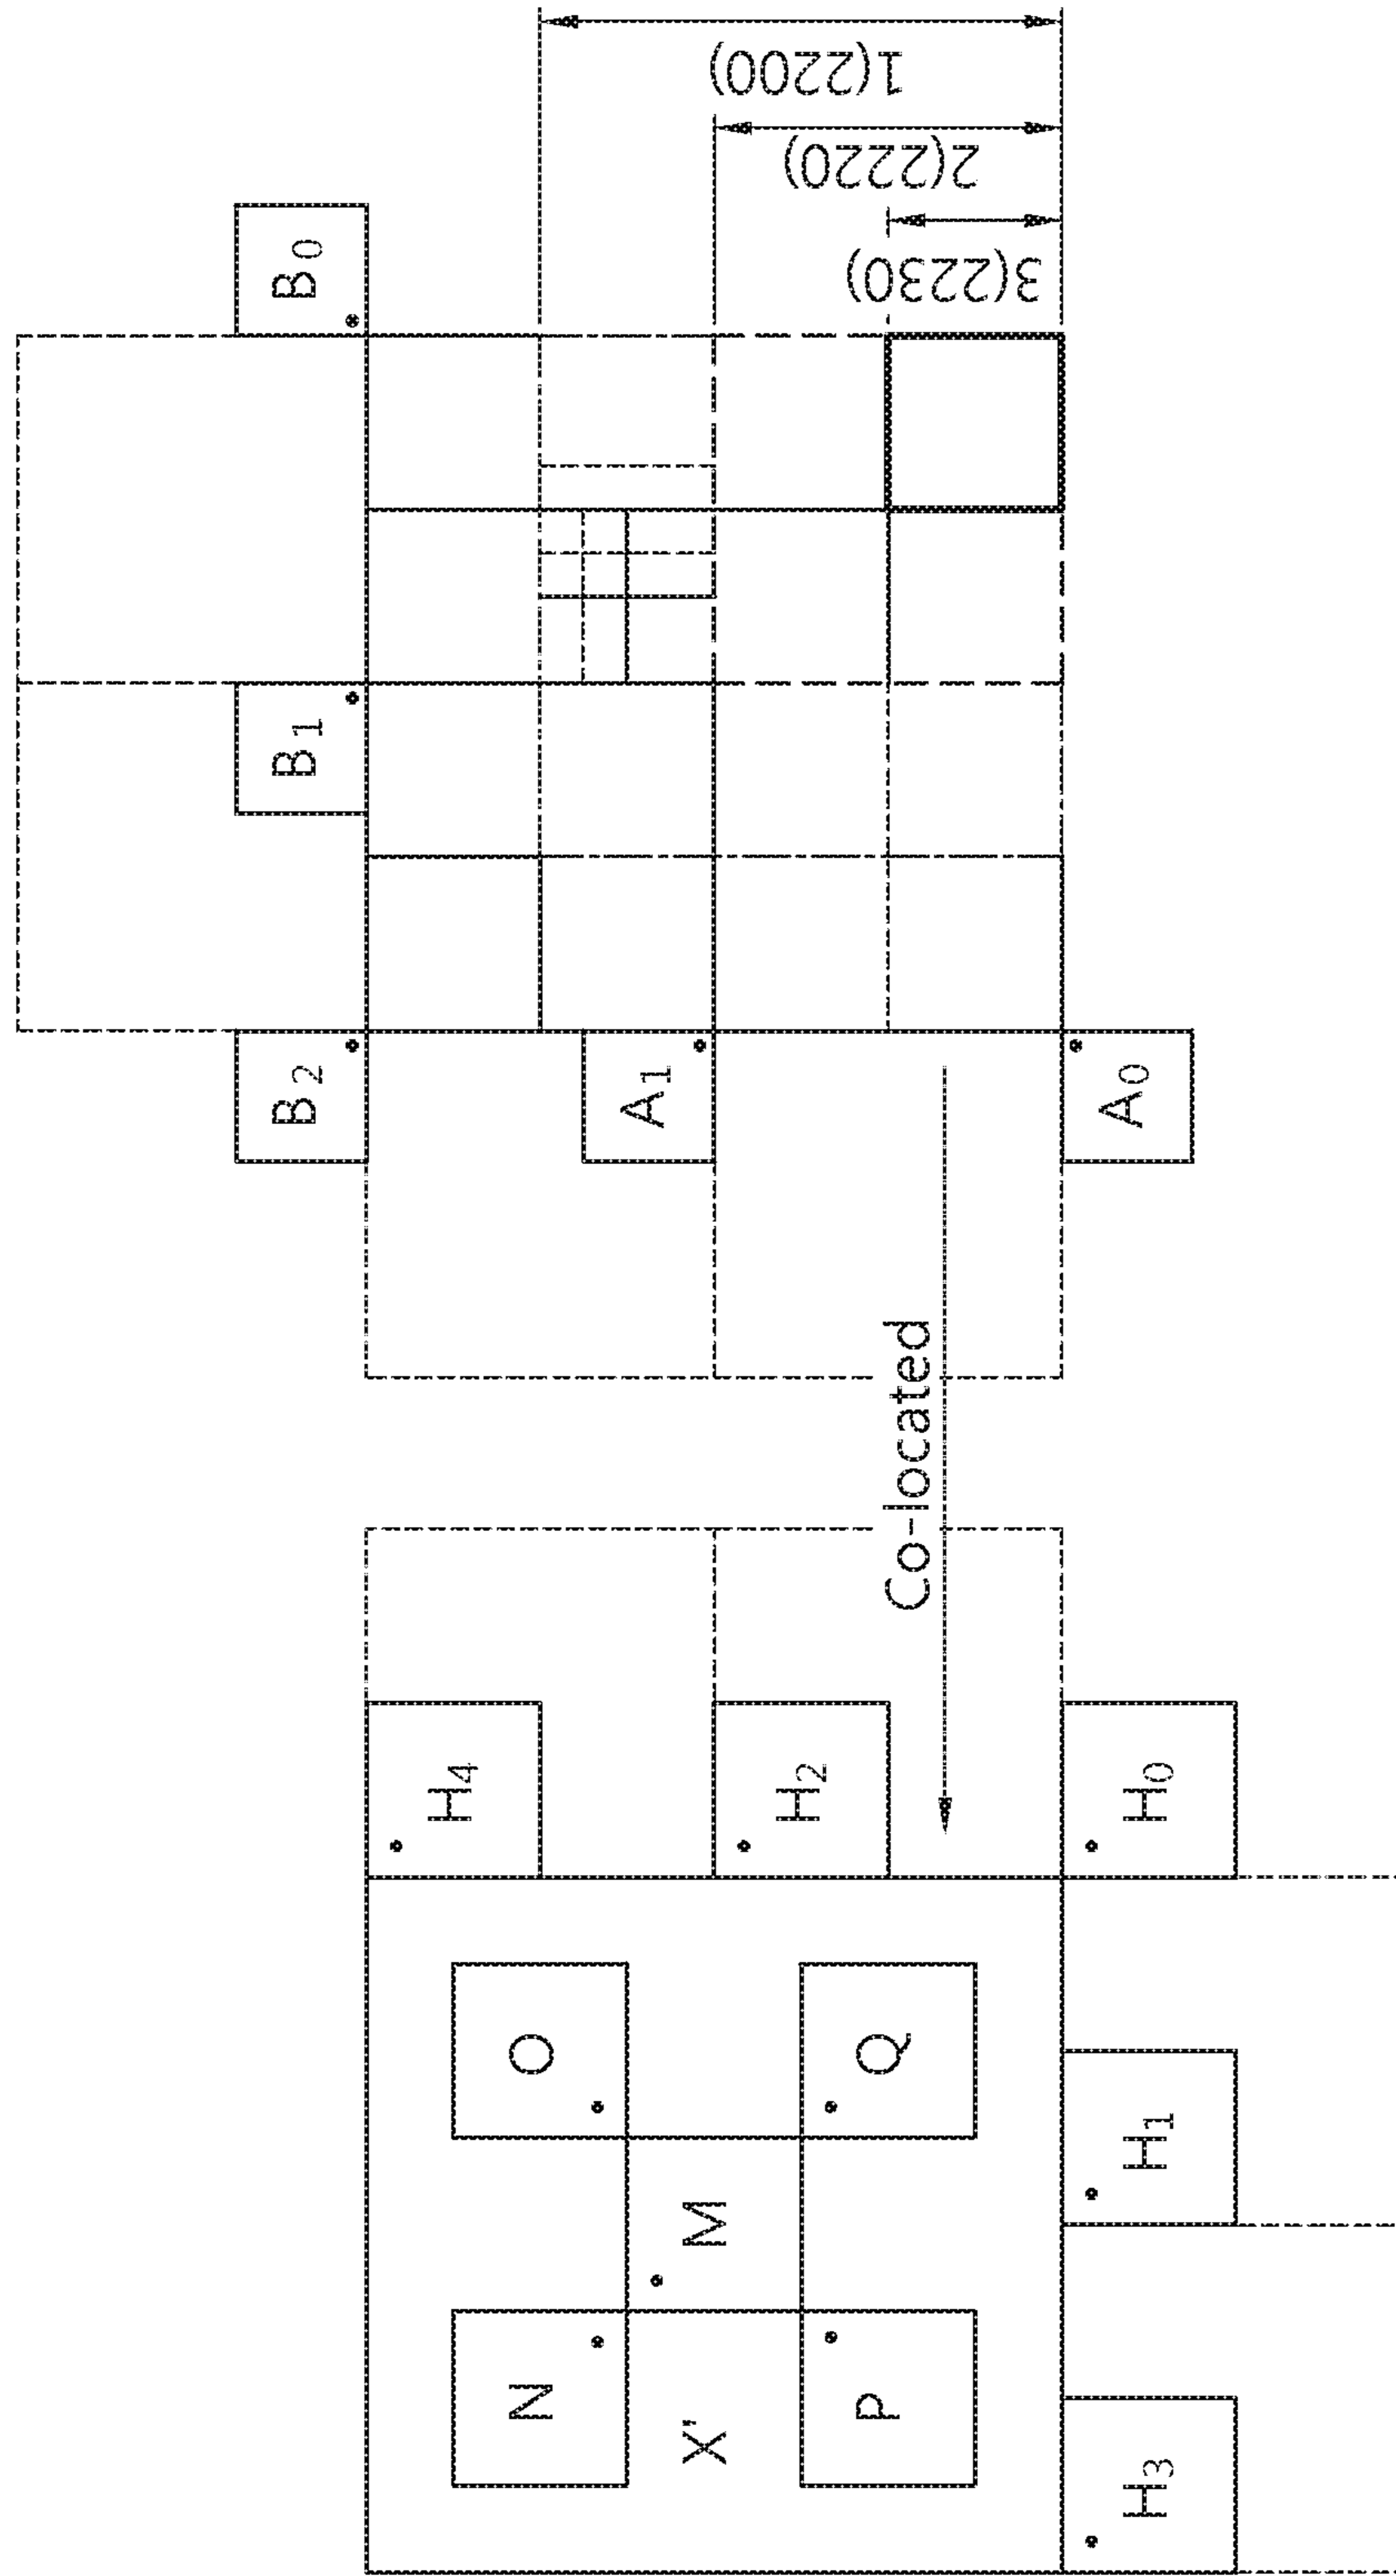 N
O
H4
X'
M
H2
P
Q
H3
H1
H0
Co-located
B2
B1
B0
A1
A0
1(2200)
2(2220)
3(2230)